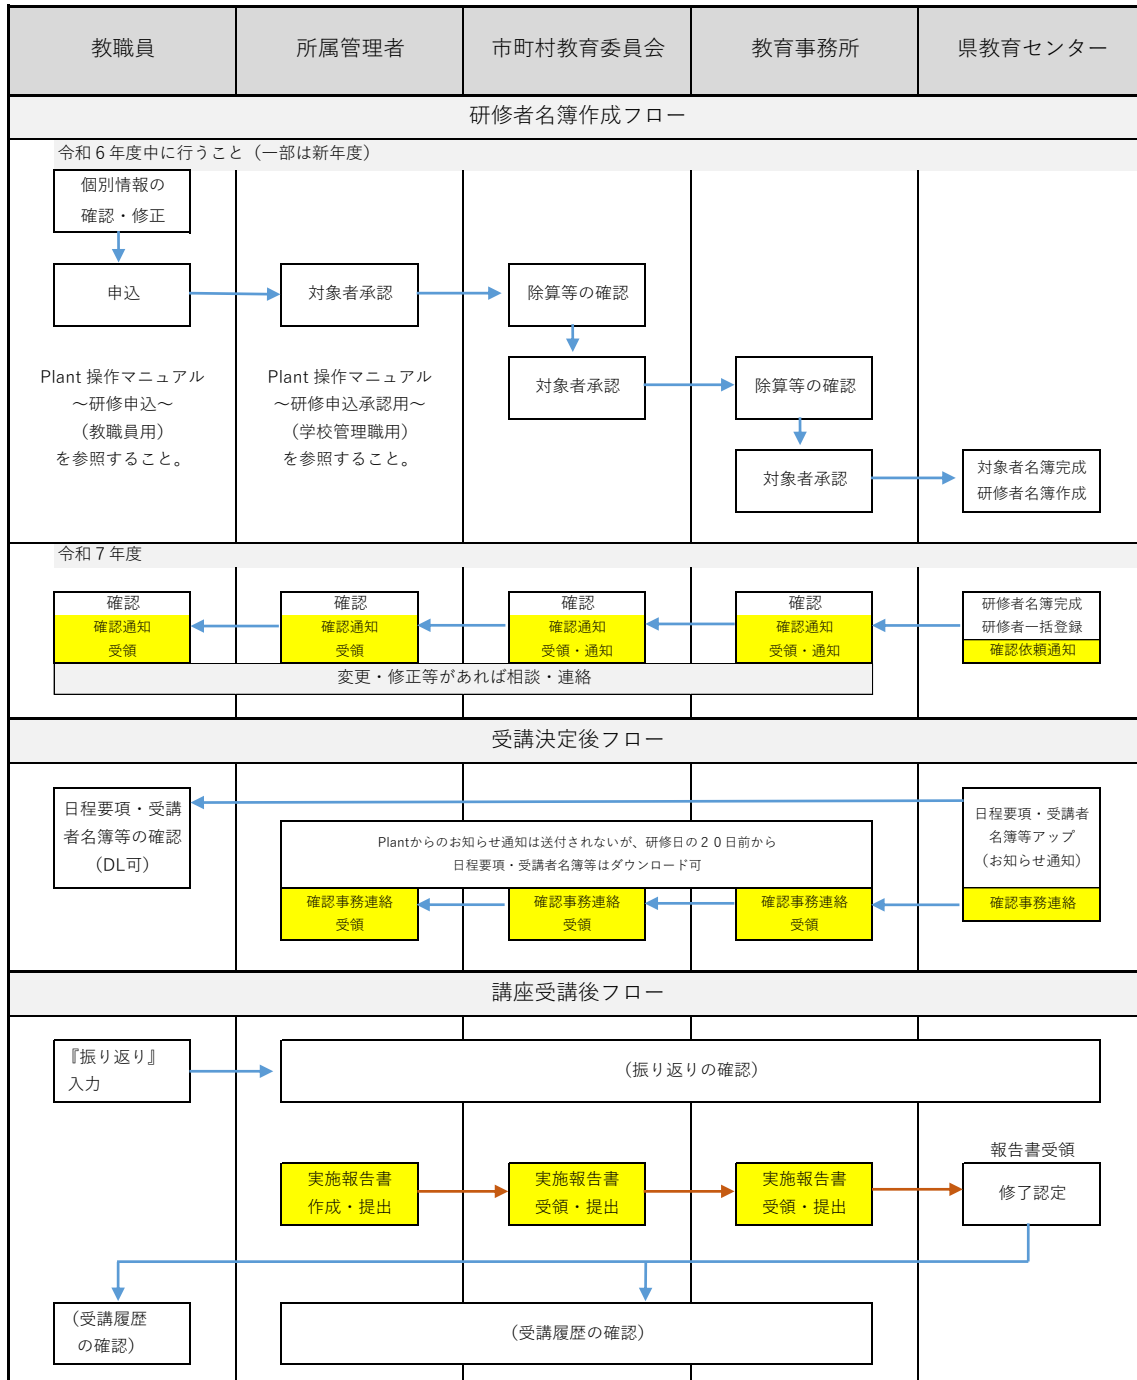 教職員
所属管理者
市町村教育委員会
教育事務所
県教育センター
研修者名簿作成フロー
令和６年度中に行うこと（一部は新年度）
個別情報の
確認・修正
申込
対象者承認
除算等の確認
対象者承認
除算等の確認
対象者承認
対象者名簿完成
研修者名簿作成
Plant 操作マニュアル
～研修申込～
（教職員用）
を参照すること。
Plant 操作マニュアル
～研修申込承認用～
（学校管理職用）
を参照すること。
令和７年度
確認
確認通知
受領
確認
確認通知
受領
確認
確認通知
受領・通知
確認
確認通知
受領・通知
研修者名簿完成
研修者一括登録
確認依頼通知
変更・修正等があれば相談・連絡
受講決定後フロー
日程要項・受講
者名簿等の確認
（DL可）
Plantからのお知らせ通知は送付されないが、研修日の２０日前から
日程要項・受講者名簿等はダウンロード可
日程要項・受講者
名簿等アップ
（お知らせ通知）
確認事務連絡
受領
確認事務連絡
受領
確認事務連絡
受領
確認事務連絡
講座受講後フロー
『振り返り』
入力
（振り返りの確認）
実施報告書
作成・提出
実施報告書
受領・提出
実施報告書
受領・提出
報告書受領
修了認定
（受講履歴
の確認）
（受講履歴の確認）